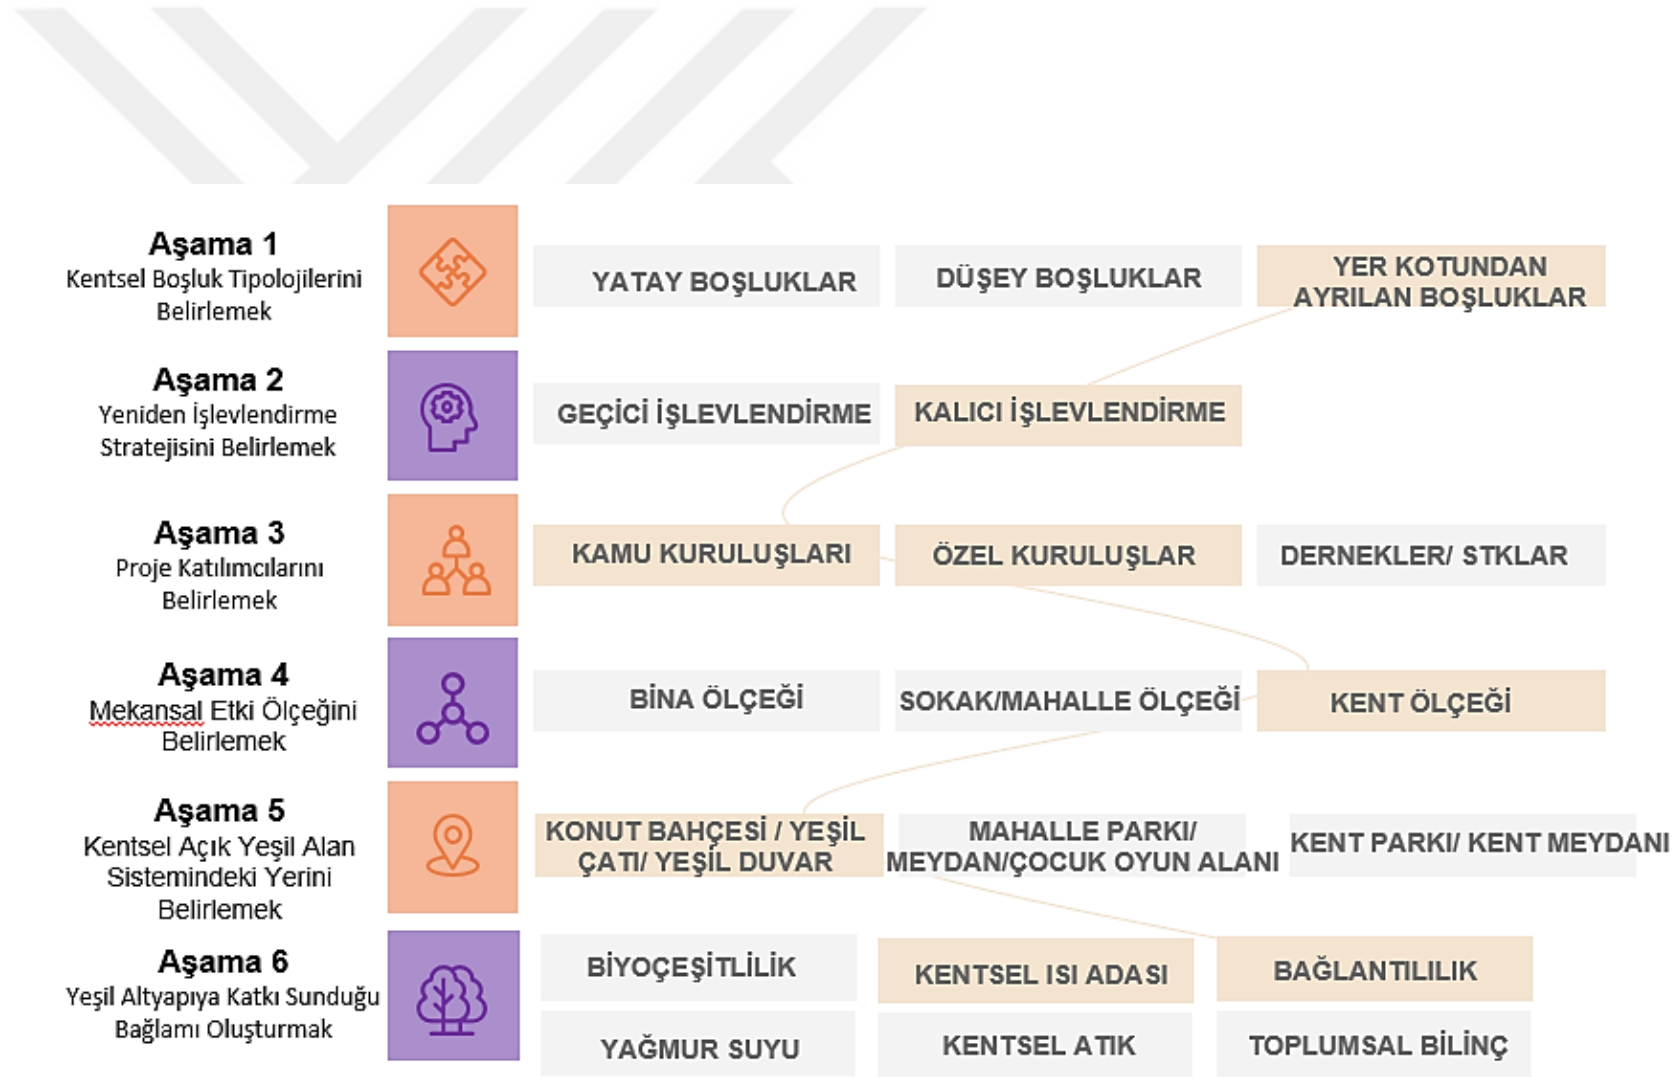 Aşama 1
Kentsel Boşluk Tipolojilerini
Belirlemek
YATAY BOŞLUKLAR
DÜŞEY BOŞLUKLAR
YER KOTUNDAN
AYRILAN BOŞLUKLAR
Aşama 2
Yeniden İşlevlendirme
Stratejisini Belirlemek
GEÇİCİ İŞLEVLENDİRME
KALICI İŞLEVLENDİRME
Aşama 3
Proje Katılımcılarını
Belirlemek
KAMU KURULUŞLARI
ÖZEL KURULUŞLAR
DERNEKLER/ STKLAR
Aşama 4
Mekansal Etki Ölçeğini
Belirlemek
BİNA ÖLÇEĞİ
SOKAK/MAHALLE ÖLÇEĞİ
KENT ÖLÇEĞİ
Aşama 5
Kentsel Açık Yeşil Alan
Sistemindeki Yerini
Belirlemek
KONUT BAHÇESİ / YEŞİL
ÇATI/ YEŞİL DUVAR
MAHALLE PARKI/
MEYDAN/ÇOCUK OYUN ALANI
KENT PARKI/ KENT MEYDANI
Aşama 6
Yeşil Altyapıya Katkı Sunduğu
Bağlamı Oluşturmak
BİYOÇEŞİTLİLİK
KENTSEL ISI ADASI
BAĞLANTILILIK
YAĞMUR SUYU
KENTSEL ATIK
TOPLUMSAL BİLİNÇ